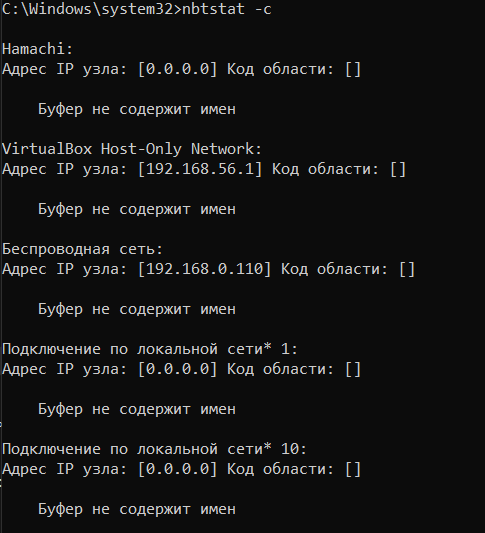 C:\Windows\system32>nbtstat -c
Hamachi:
Адрес IP узла: [0.0.0.0] Код области: []
Буфер не содержит имен
VirtualBox Host-Only Network:
Адрес IP узла: [192.168.56.1] Код области: []
Буфер не содержит имен
Беспроводная сеть:
Адрес IP узла: [192.168.0.110] Код области: []
Буфер не содержит имен
Подключение по локальной сети* 1:
Адрес IP узла: [0.0.0.0] Код области: []
Буфер не содержит имен
Подключение по локальной сети* 10:
Адрес IP узла: [0.0.0.0] Код области: []
Буфер не содержит имен